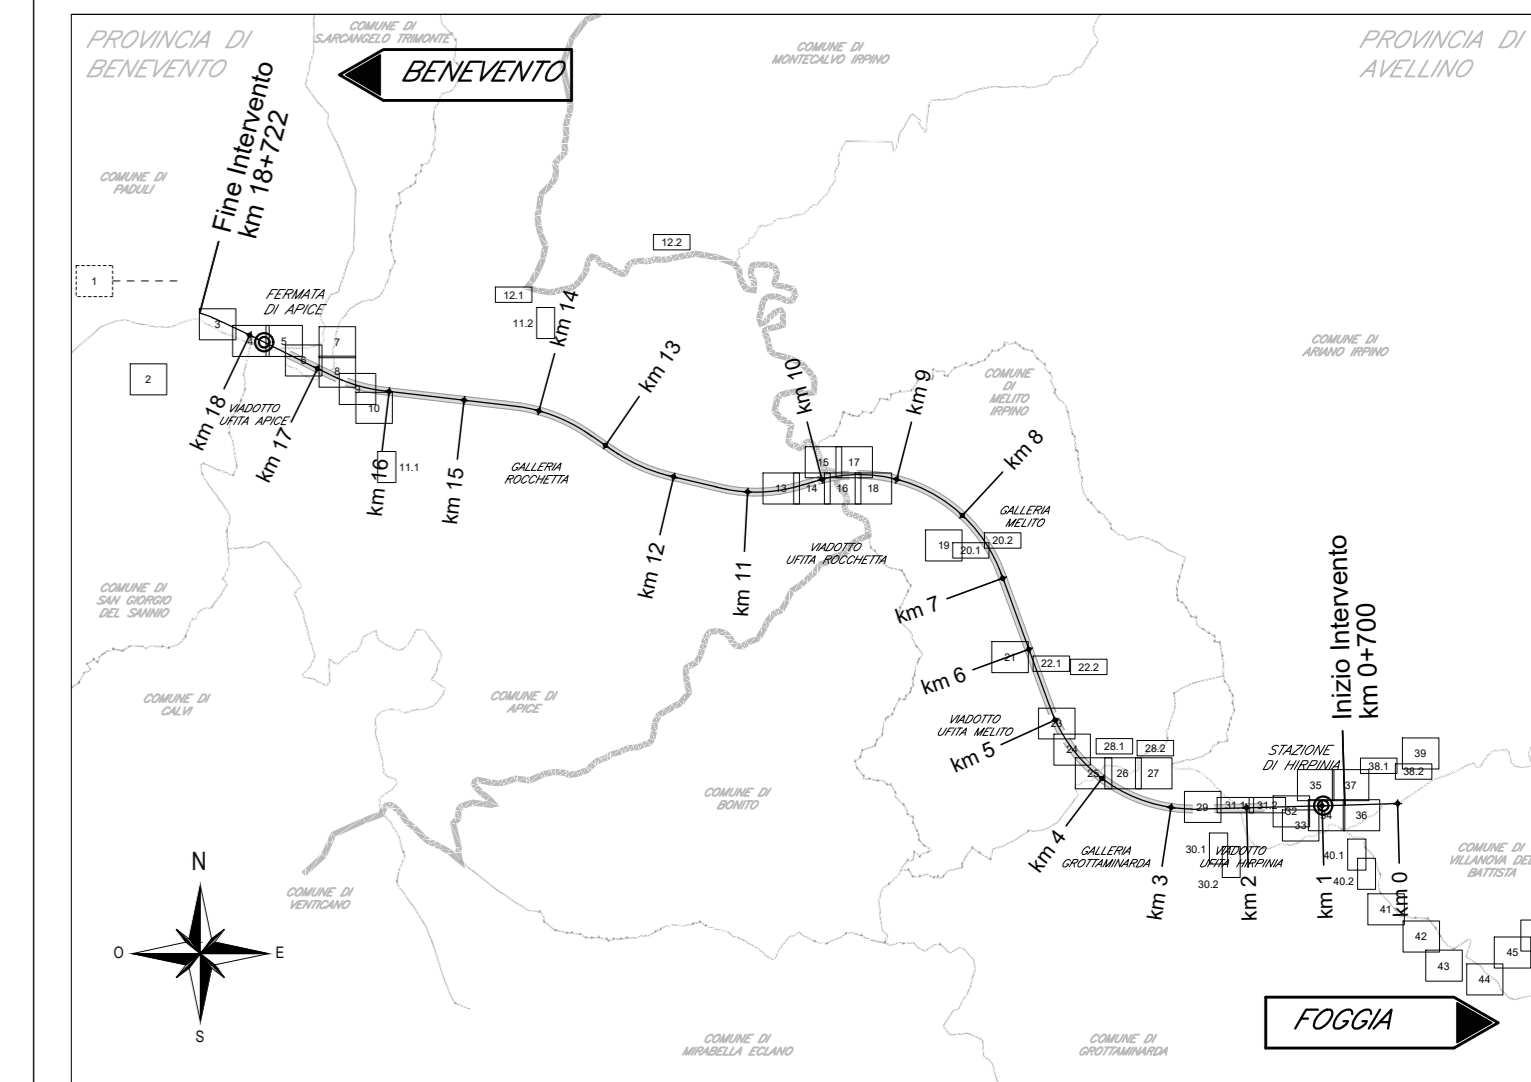 PROVINCIA DI
BENEVENTO
COMUNE DI
S.ARCANGELO TRIMONTE
BENEVENTO
COMUNE DI
MONTECALVO IRPINO
PROVINCIA DI
AVELLINO
Fine Intervento
km 18+722
COMUNE DI
PADULI
12.2
1
12.1
11.2
FERMATA
DI APICE
3
4
5
6
7
8
9
10
2
km 14
km 13
km 10
km 9
COMUNE DI
ARIANO IRPINO
COMUNE
DI
MELITO
IRPINO
km 18
VIADOTTO
UFITA APICE
km 17
km 16
11.1
km 15
GALLERIA
ROCCHETTA
km 8
15
17
13
14
16
18
GALLERIA
MELITO
19
20.1
20.2
VIADOTTO
UFITA ROCCHETTA
km 12
km 11
km 7
COMUNE DI
SAN GIORGIO
DEL SANNIO
Inizio Intervento
km 0+700
21
22.1
22.2
km 6
COMUNE DI
CALVI
COMUNE DI
APICE
VIADOTTO
UFITA MELITO
23
24
km 5
28.1
28.2
25
26
27
STAZIONE
DI HIRPINIA
39
38.1
38.2
35
37
COMUNE DI
BONITO
29
31.1
31.2
32
33
34
36
km 4
GALLERIA
GROTTAMINARDA
30.1
30.2
VIADOTTO
UFITA HIRPINIA
40.1
40.2
COMUNE DI
VILLANOVA DEL
BATTISTA
km 3
km 2
km 1
km 0
41
42
43
44
45
COMUNE DI
VENTICANO
N
O
E
S
FOGGIA
COMUNE DI
MIRABELLA ECLANO
COMUNE DI
GROTTAMINARDA